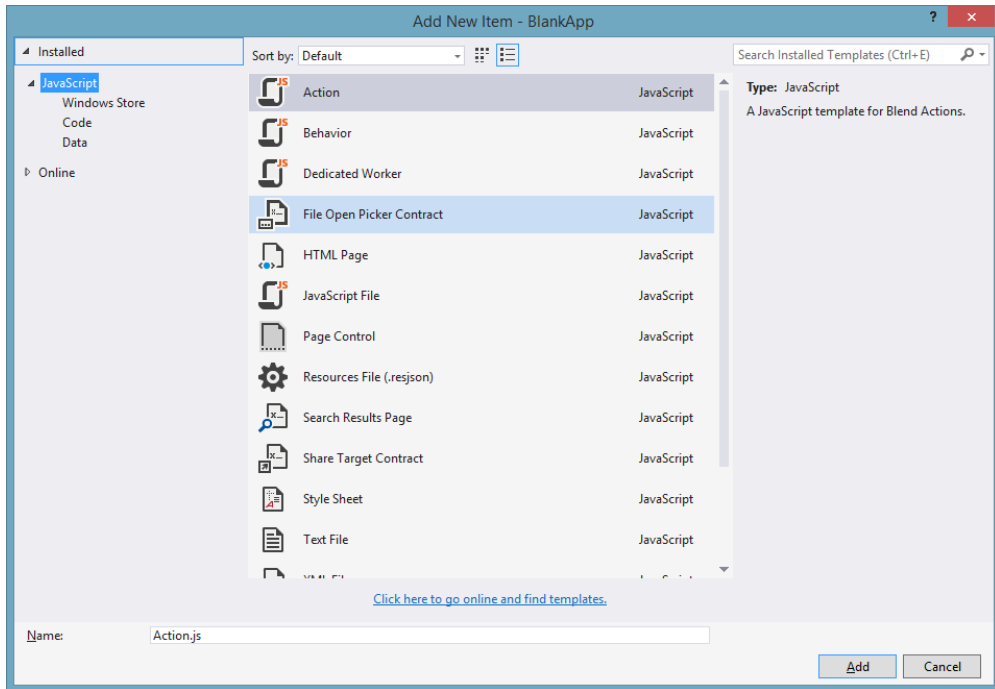 Add New Item - BlankApp
?
Installed
Sort by: Default
Search Installed Templates (Ctrl+E)
JavaScript
Windows Store
Code
Data
Online
Action JavaScript
Behavior JavaScript
Dedicated Worker JavaScript
File Open Picker Contract JavaScript
HTML Page JavaScript
JavaScript File JavaScript
Page Control JavaScript
Resources File (.resjson) JavaScript
Search Results Page JavaScript
Share Target Contract JavaScript
Style Sheet JavaScript
Text File JavaScript
Type: JavaScript
A JavaScript template for Blend Actions.
Click here to go online and find templates.
Name: Action.js
Add Cancel